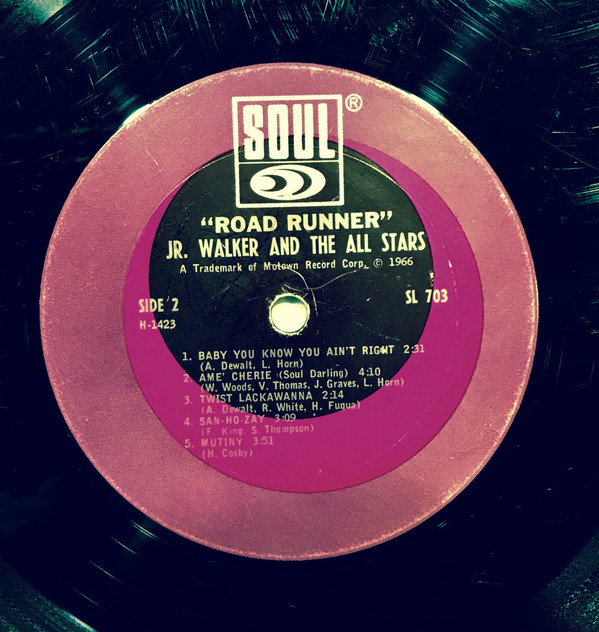 SOUL®
"ROAD RUNNER"
JR. WALKER AND THE ALL STARS
A Trademark of Motown Record Corp. © 1966
SIDE 2
SL 703
H-1423
1. BABY YOU KNOW YOU AIN'T RIGHT 2:31
(A. Dewalt, L. Horn)
2. AME' CHERIE (Soul Darling) 4:10
(W. Woods, V. Thomas, J. Graves, L. Horn)
3. TWIST LACKAWANNA 2:14
(A. Dewalt, R. White, H. Fuqua)
4. SAN-HO-ZAY 3:09
(F. King, S. Thompson)
5. MUTINY 3:51
(H. Cosby)